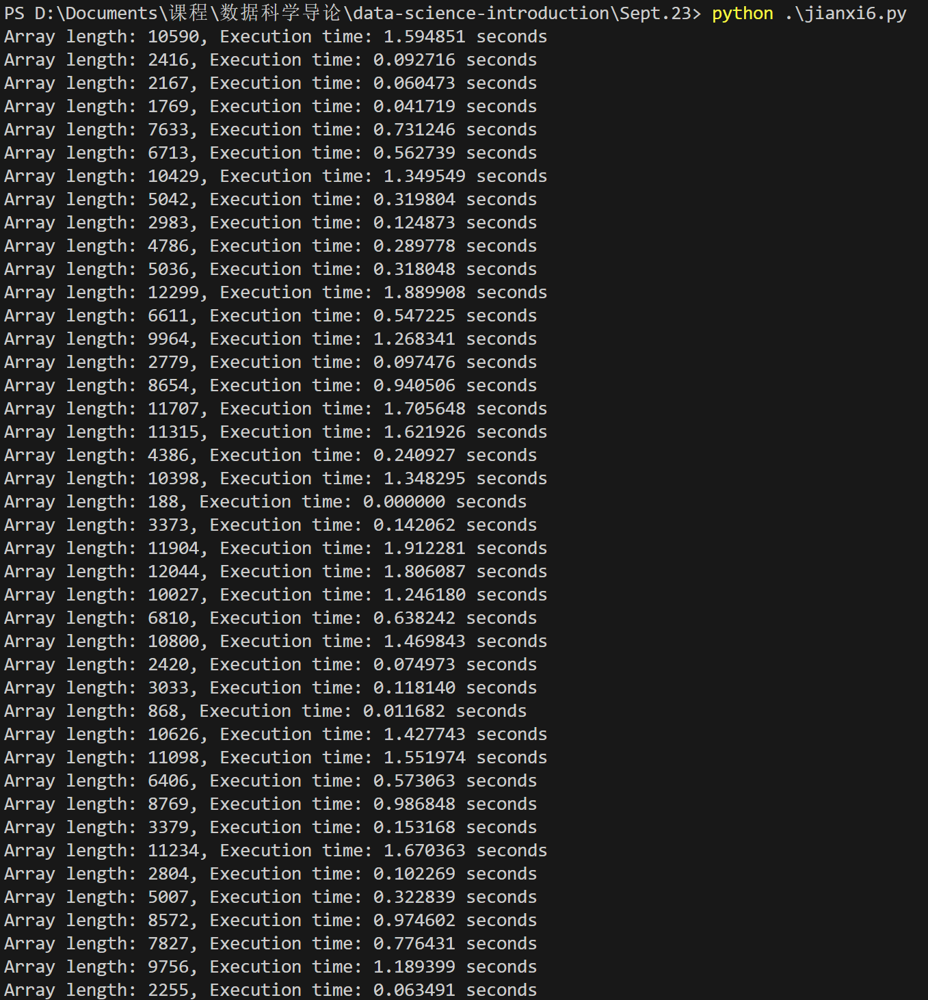 PS D:\Documents\课程\数据科学导论\data-science-introduction\Sept.23> python .\jianxi6.py
Array length: 10590, Execution time: 1.594851 seconds
Array length: 2416, Execution time: 0.092716 seconds
Array length: 2167, Execution time: 0.060473 seconds
Array length: 1769, Execution time: 0.041719 seconds
Array length: 7633, Execution time: 0.731246 seconds
Array length: 6713, Execution time: 0.562739 seconds
Array length: 10429, Execution time: 1.349549 seconds
Array length: 5042, Execution time: 0.319804 seconds
Array length: 2983, Execution time: 0.124873 seconds
Array length: 4786, Execution time: 0.289778 seconds
Array length: 5036, Execution time: 0.318048 seconds
Array length: 12299, Execution time: 1.889908 seconds
Array length: 6611, Execution time: 0.547225 seconds
Array length: 9964, Execution time: 1.268341 seconds
Array length: 2779, Execution time: 0.097476 seconds
Array length: 8654, Execution time: 0.940506 seconds
Array length: 11707, Execution time: 1.705648 seconds
Array length: 11315, Execution time: 1.621926 seconds
Array length: 4386, Execution time: 0.240927 seconds
Array length: 10398, Execution time: 1.348295 seconds
Array length: 188, Execution time: 0.000000 seconds
Array length: 3373, Execution time: 0.142062 seconds
Array length: 11904, Execution time: 1.912281 seconds
Array length: 12044, Execution time: 1.806087 seconds
Array length: 10027, Execution time: 1.246180 seconds
Array length: 6810, Execution time: 0.638242 seconds
Array length: 10800, Execution time: 1.469843 seconds
Array length: 2420, Execution time: 0.074973 seconds
Array length: 3033, Execution time: 0.118140 seconds
Array length: 868, Execution time: 0.011682 seconds
Array length: 10626, Execution time: 1.427743 seconds
Array length: 11098, Execution time: 1.551974 seconds
Array length: 6406, Execution time: 0.573063 seconds
Array length: 8769, Execution time: 0.986848 seconds
Array length: 3379, Execution time: 0.153168 seconds
Array length: 11234, Execution time: 1.670363 seconds
Array length: 2804, Execution time: 0.102269 seconds
Array length: 5007, Execution time: 0.322839 seconds
Array length: 8572, Execution time: 0.974602 seconds
Array length: 7827, Execution time: 0.776431 seconds
Array length: 9756, Execution time: 1.189399 seconds
Array length: 2255, Execution time: 0.063491 seconds